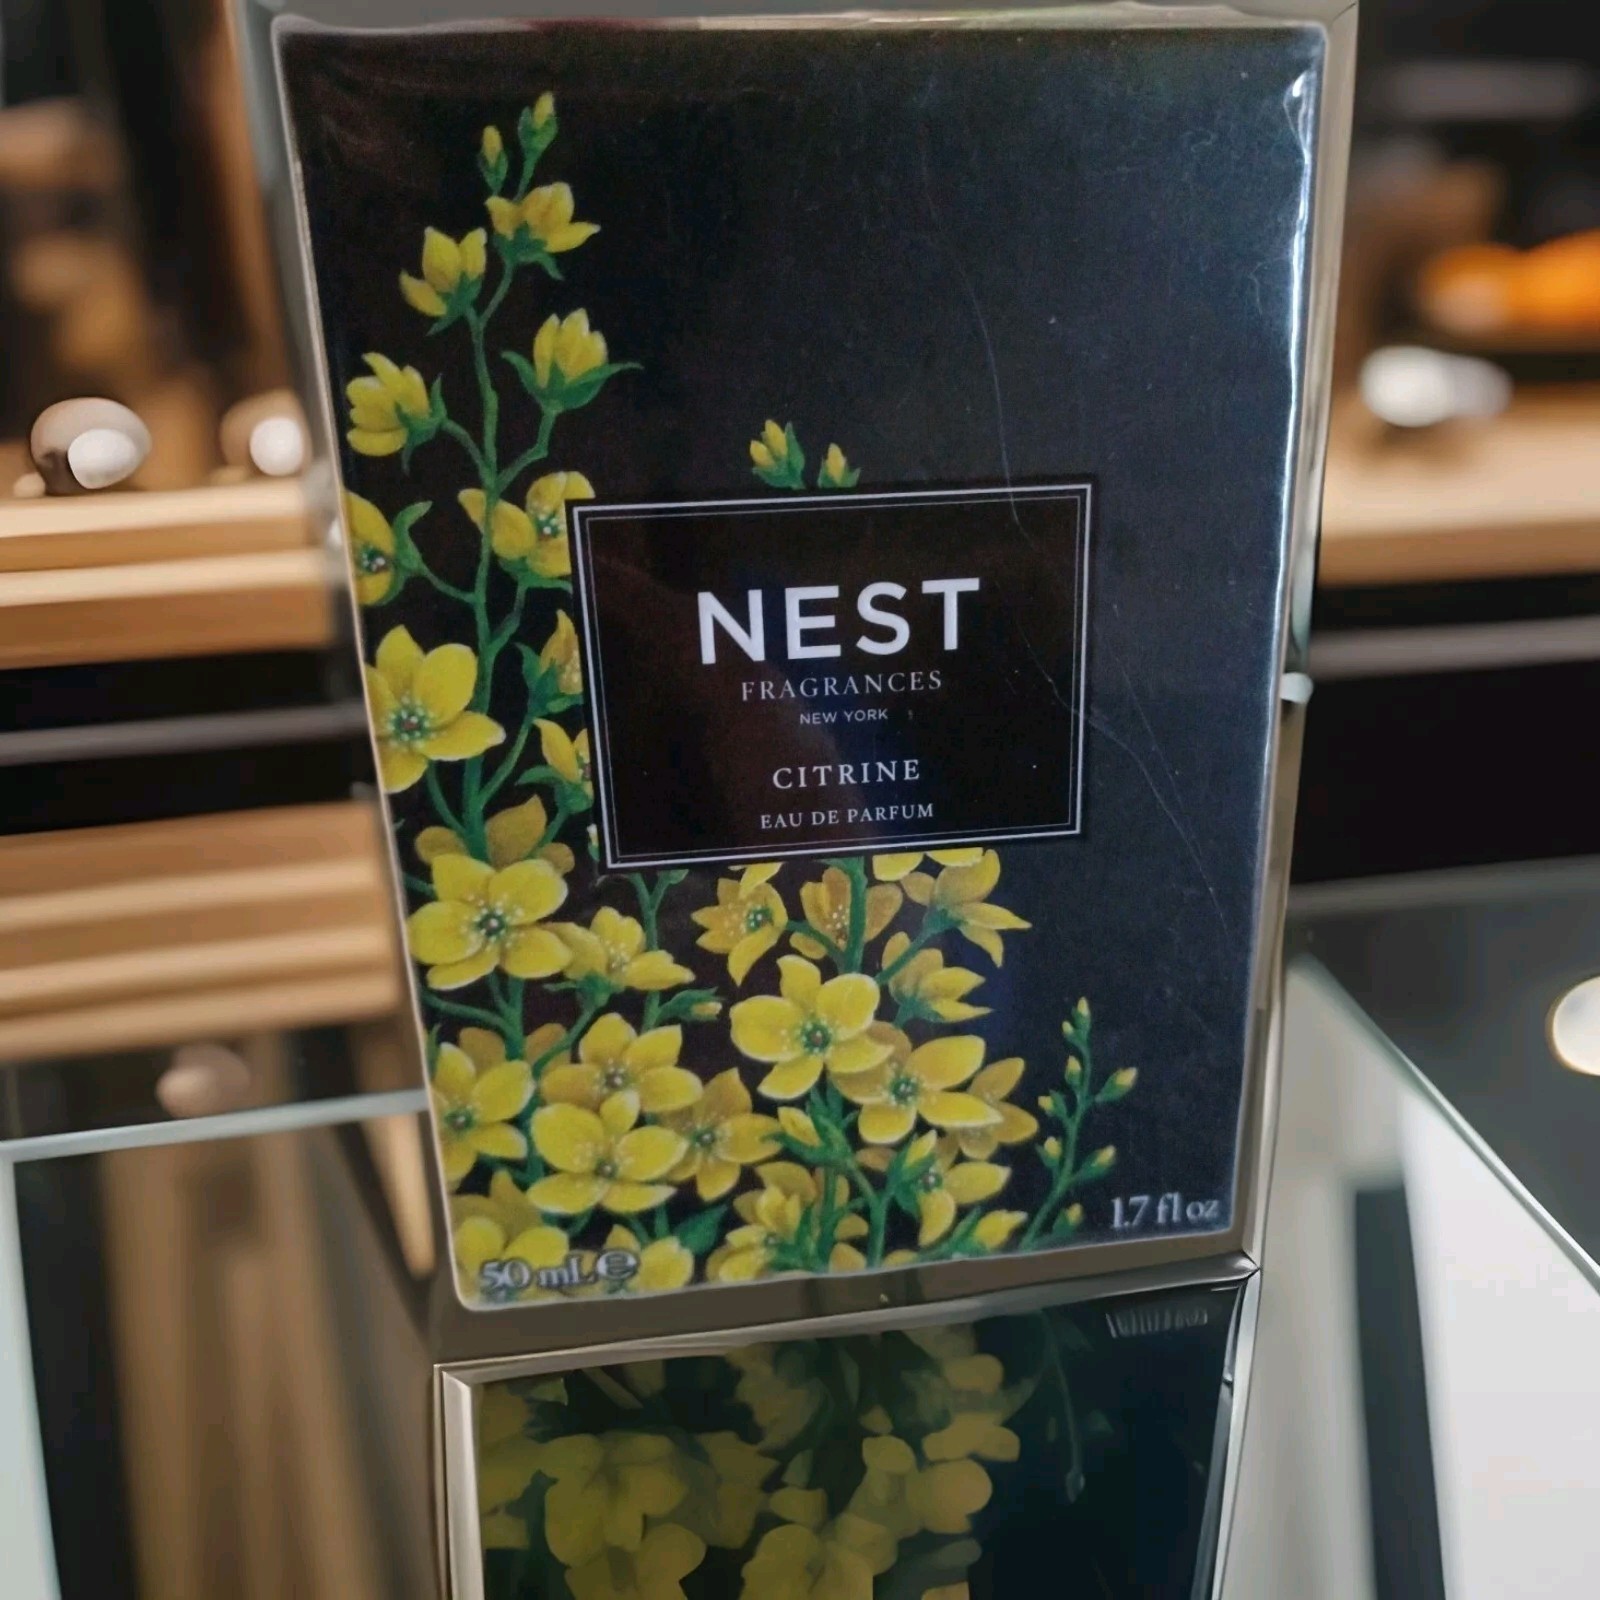 NEST
FRAGRANCES
NEW YORK
CITRINE
EAU DE PARFUM
1.7 fl oz
50 mL ℮